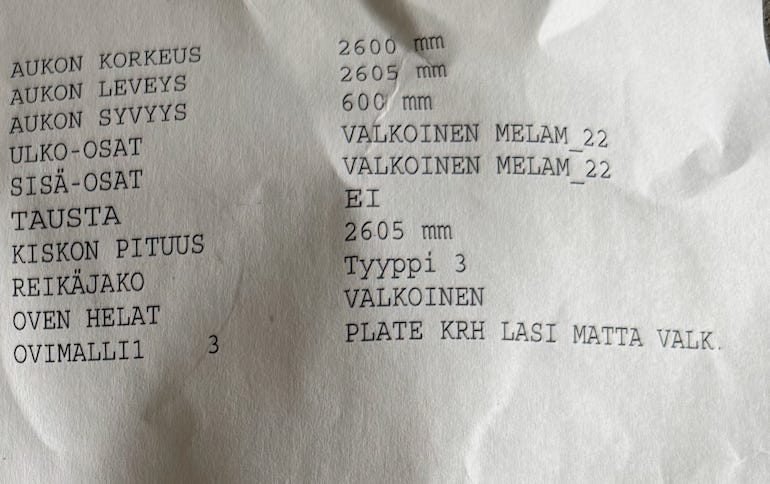 AUKON KORKEUS 2600 mm
AUKON LEVEYS 2605 mm
AUKON SYVYYS 600 mm
ULKO-OSAT VALKOINEN MELAM_22
SISÄ-OSAT VALKOINEN MELAM_22
TAUSTA EI
KISKON PITUUS 2605 mm
REIKÄJAKO Tyyppi 3
OVEN HELAT VALKOINEN
OVIMALLI1 3 PLATE KRH LASI MATTA VALK.